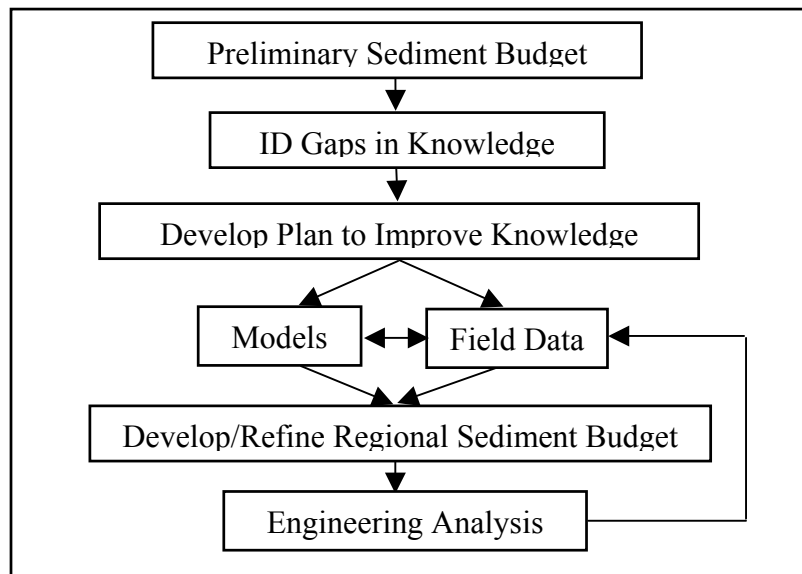 Preliminary Sediment Budget
ID Gaps in Knowledge
Develop Plan to Improve Knowledge
Models
Field Data
Develop/Refine Regional Sediment Budget
Engineering Analysis